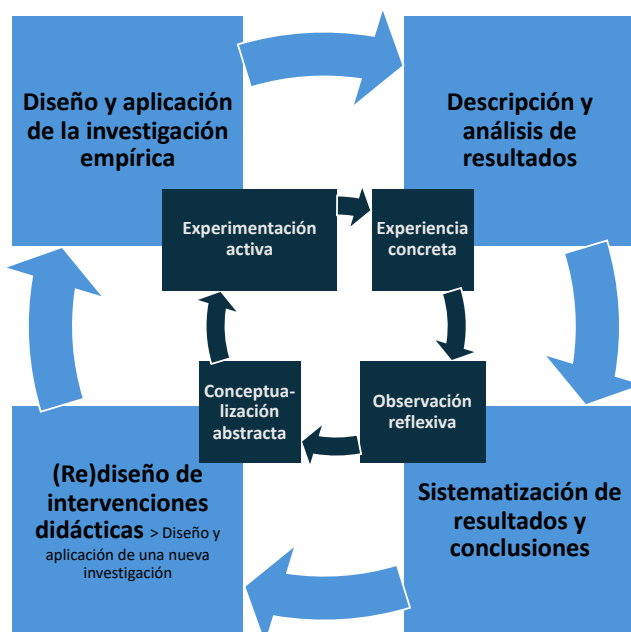 Diseño y aplicación
de la investigación
empírica
Descripción y
análisis de
resultados
Experimentación
activa
Experiencia
concreta
Conceptua-
lización
abstracta
Observación
reflexiva
(Re)diseño de
intervenciones
didácticas > Diseño y
aplicación de una nueva
investigación
Sistematización de
resultados y
conclusiones